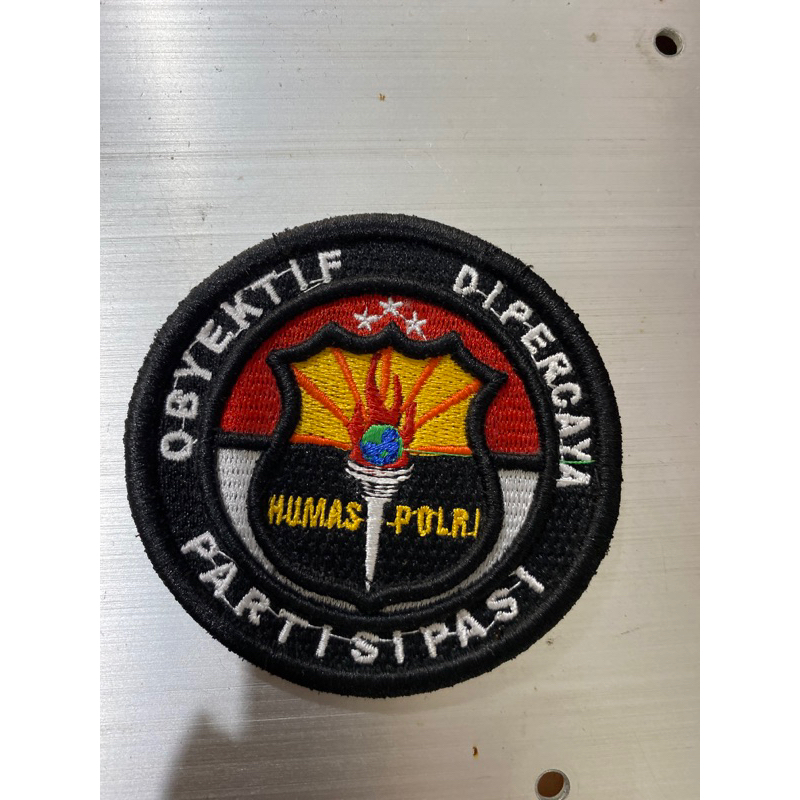 OBYEKTIF
DIPERCAYA
HUMAS POLRI
PARTISIPASI